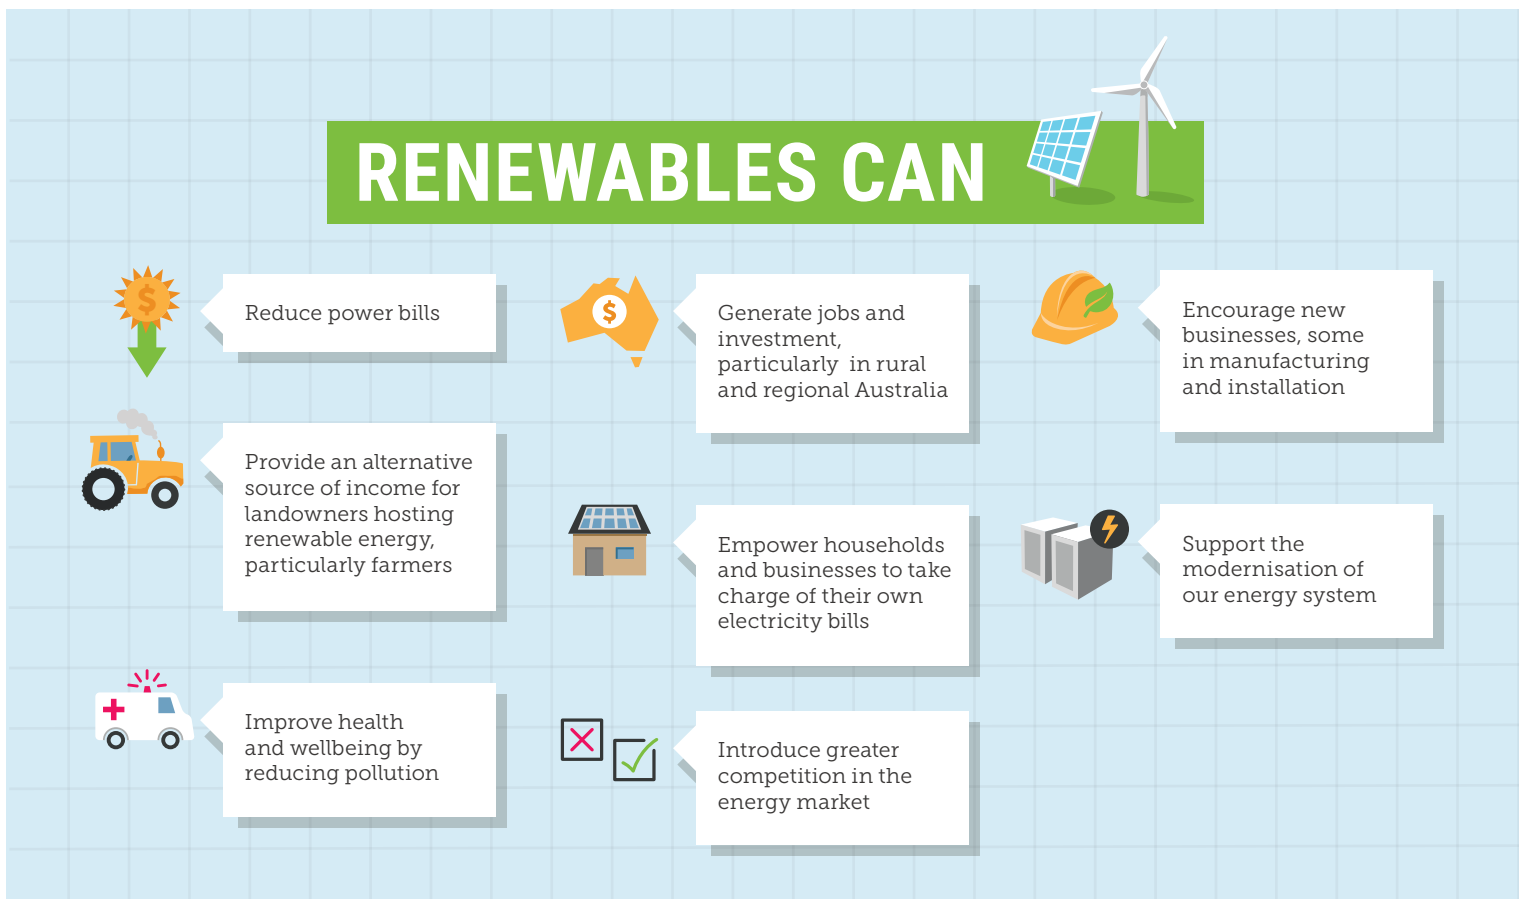 RENEWABLES CAN
$
Reduce power bills
Provide an alternative
source of income for
landowners hosting
renewable energy,
particularly farmers
Improve health
and wellbeing by
reducing pollution
$
Generate jobs and
investment,
particularly  in rural
and regional Australia
Empower households
and businesses to take
charge of their own
electricity bills
Introduce greater
competition in the
energy market
Encourage new
businesses, some
in manufacturing
and installation
Support the
modernisation of
our energy system